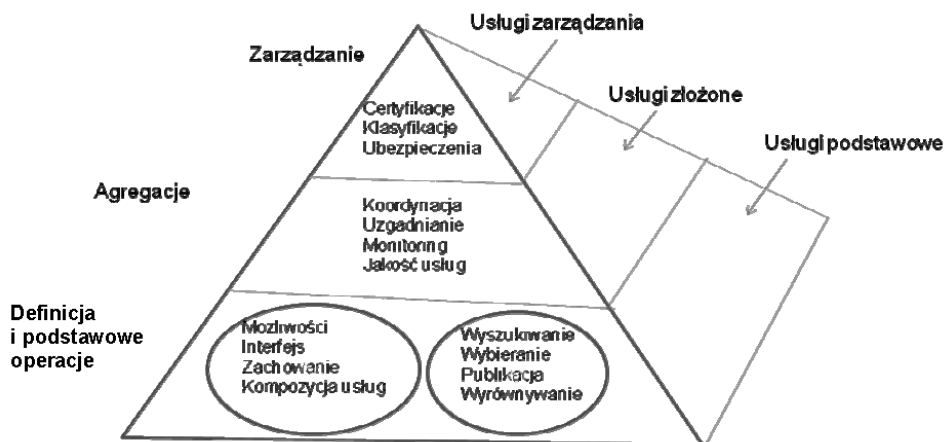 Usługi zarządzania
Zarządzanie
Usługi złożone
Certyfikacje
Klasyfikacje
Ubezpieczenia
Usługi podstawowe
Agregacje
Koordynacja
Uzgadnianie
Monitoring
Jakość usług
Definicja
i podstawowe
operacje
Mozliwości
Interfejs
Zachowanie
Kompozycja usług
Wyszukiwanie
Wybieranie
Publikacja
Wyrównywanie